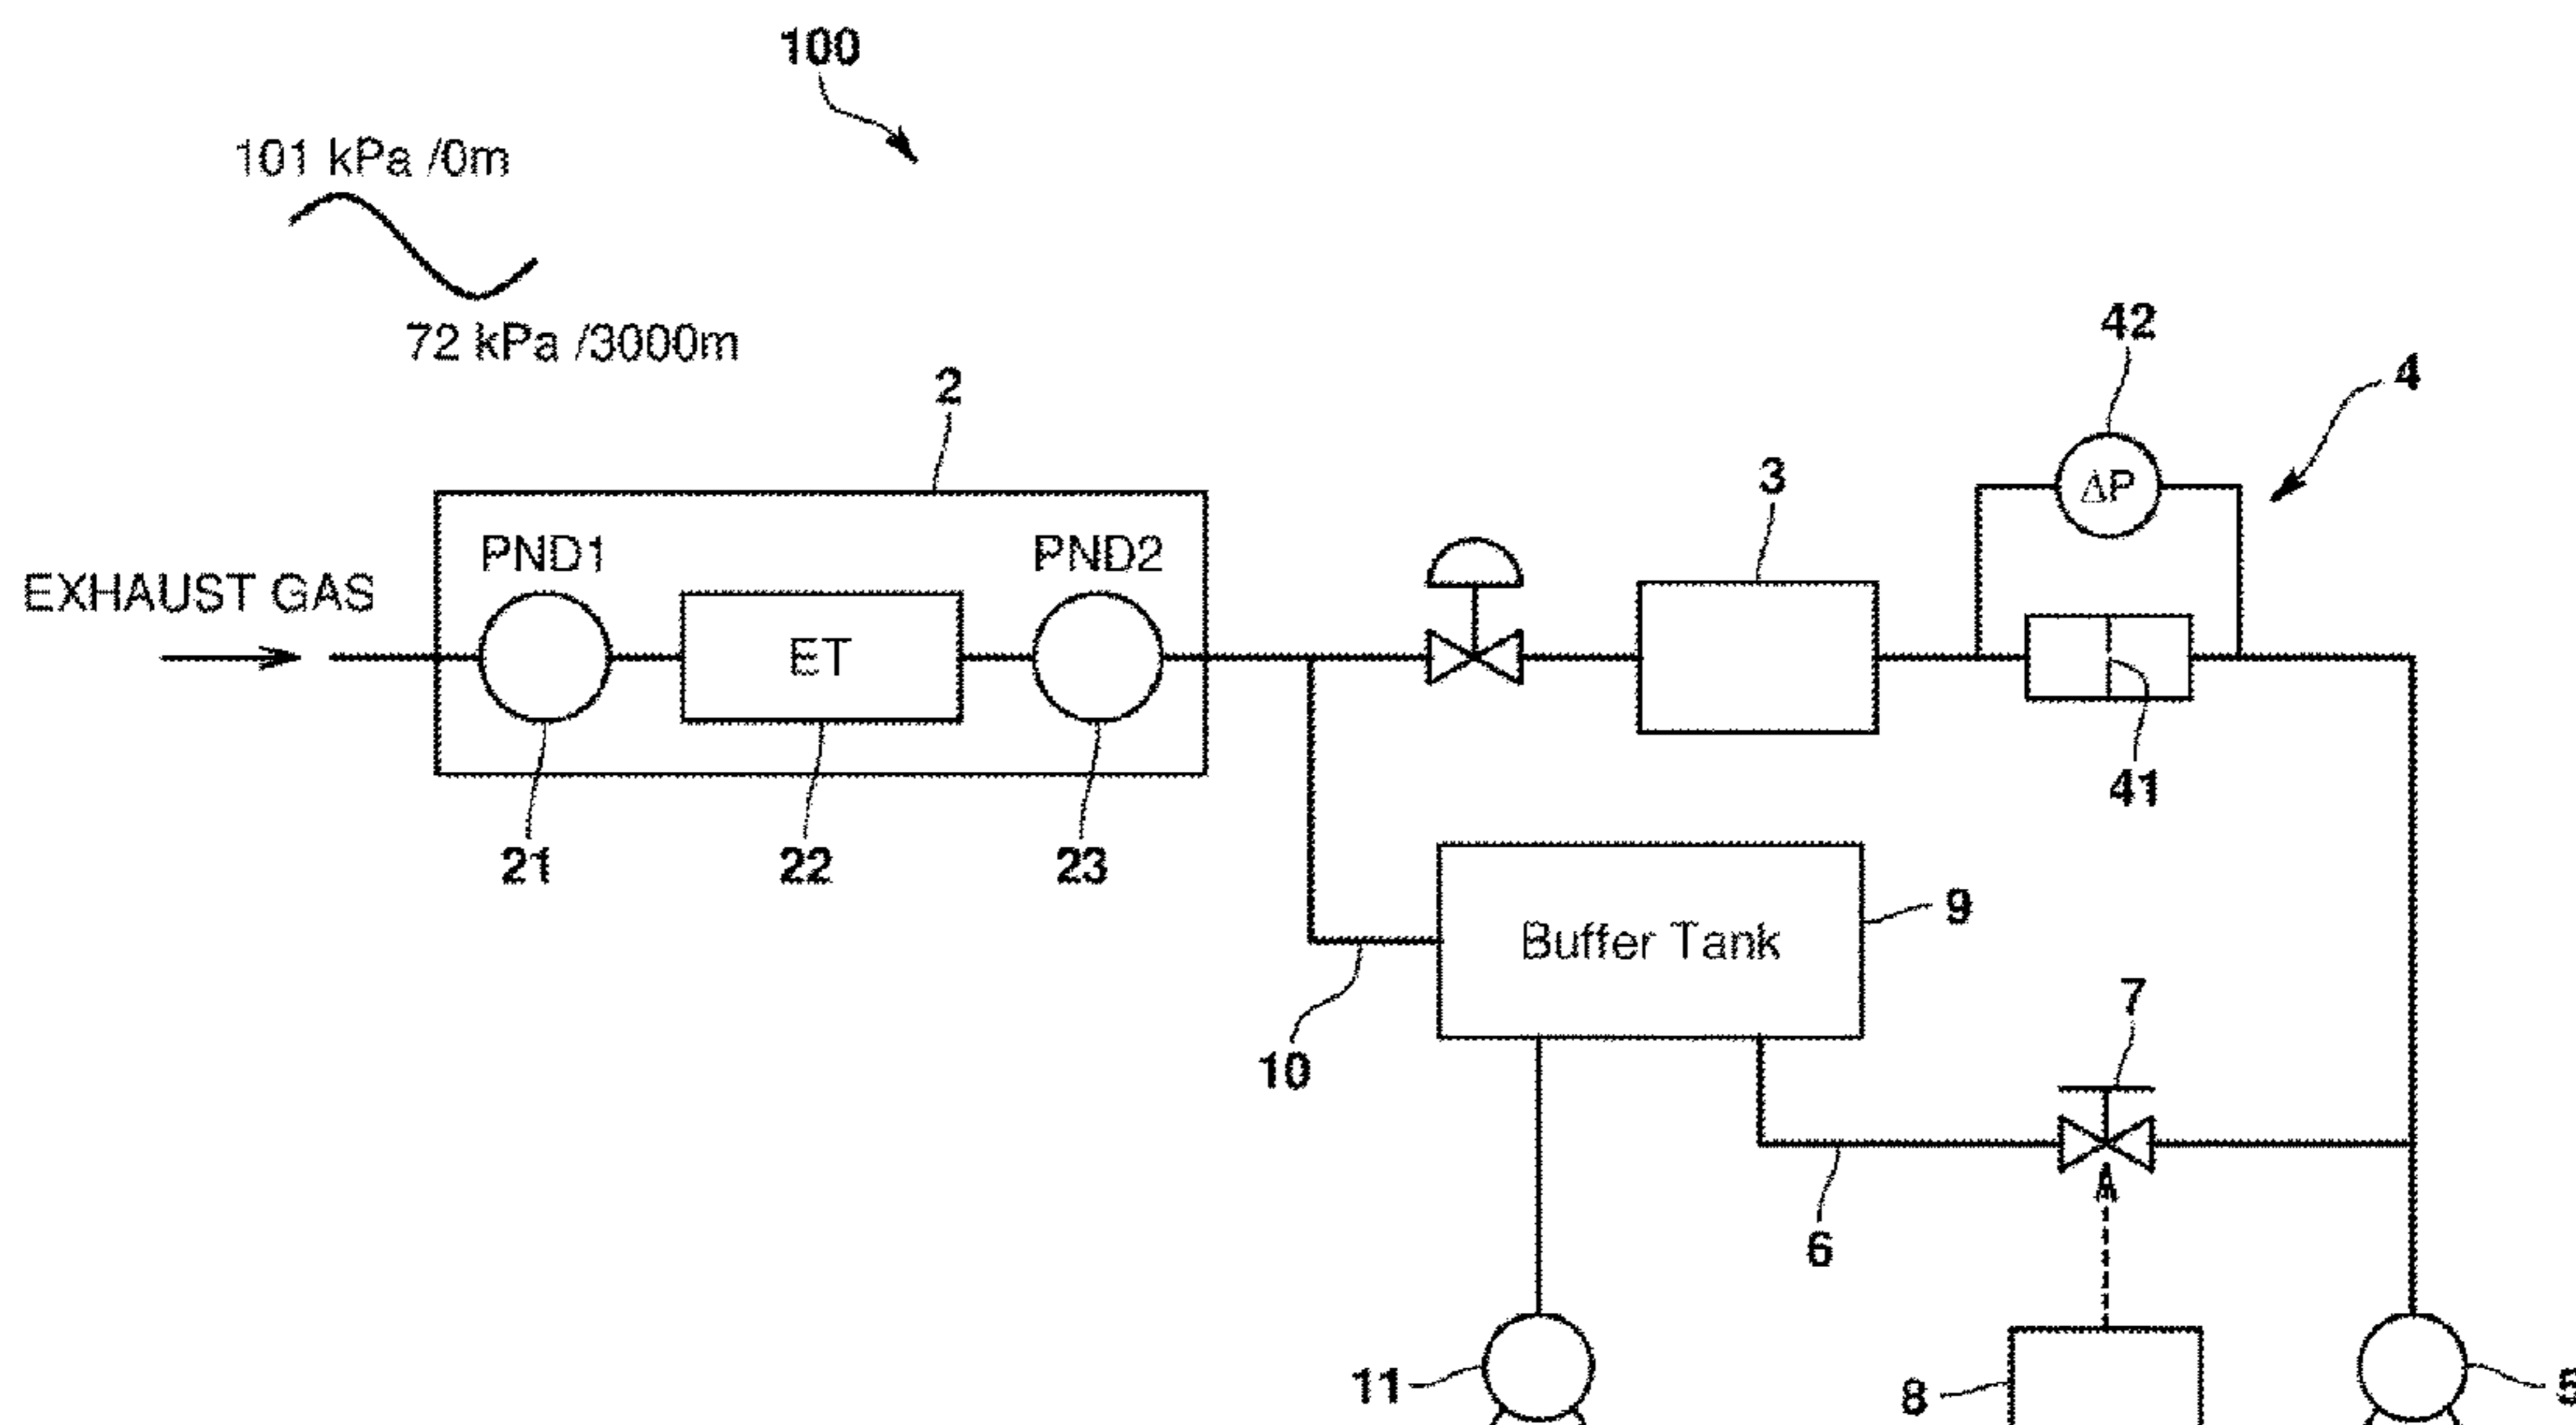 100
101 kPa /0m
72 kPa /3000m
2
42
4
3
ΔP
PND1
PND2
EXHAUST GAS
ET
41
21
22
23
9
Buffer Tank
7
10
6
11
8